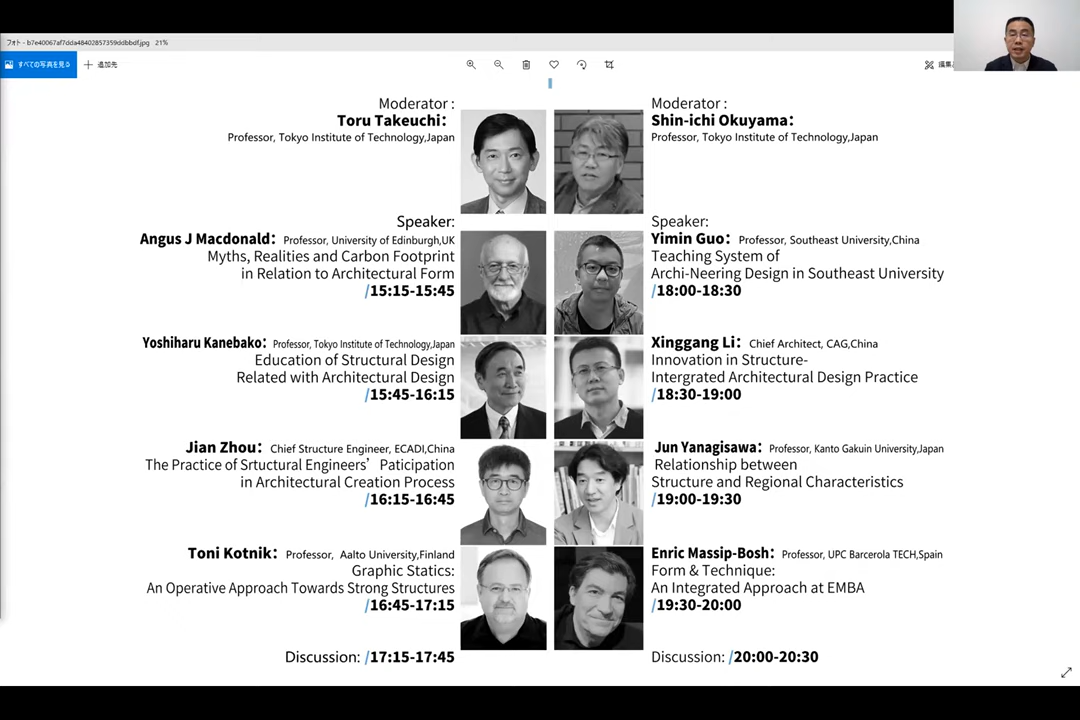 フォト - b7e40067af7dda48402857359ddbbdf.jpg 21%
すべての写真を見る
追加先
Moderator :
Toru Takeuchi:
Professor, Tokyo Institute of Technology,Japan
Speaker:
Angus J Macdonald: Professor, University of Edinburgh,UK
Myths, Realities and Carbon Footprint
in Relation to Architectural Form
/15:15-15:45
Yoshiharu Kanebako: Professor, Tokyo Institute of Technology,Japan
Education of Structural Design
Related with Architectural Design
/15:45-16:15
Jian Zhou: Chief Structure Engineer, ECADI,China
The Practice of Srtuctural Engineers' Paticipation
in Architectural Creation Process
/16:15-16:45
Toni Kotnik: Professor, Aalto University,Finland
Graphic Statics:
An Operative Approach Towards Strong Structures
/16:45-17:15
Discussion: /17:15-17:45
Moderator :
Shin-ichi Okuyama:
Professor, Tokyo Institute of Technology,Japan
Speaker:
Yimin Guo: Professor, Southeast University,China
Teaching System of
Archi-Neering Design in Southeast University
/18:00-18:30
Xinggang Li: Chief Architect, CAG,China
Innovation in Structure-
Intergrated Architectural Design Practice
/18:30-19:00
Jun Yanagisawa: Professor, Kanto Gakuin University,Japan
Relationship between
Structure and Regional Characteristics
/19:00-19:30
Enric Massip-Bosh: Professor, UPC Barcerola TECH,Spain
Form & Technique:
An Integrated Approach at EMBA
/19:30-20:00
Discussion: /20:00-20:30